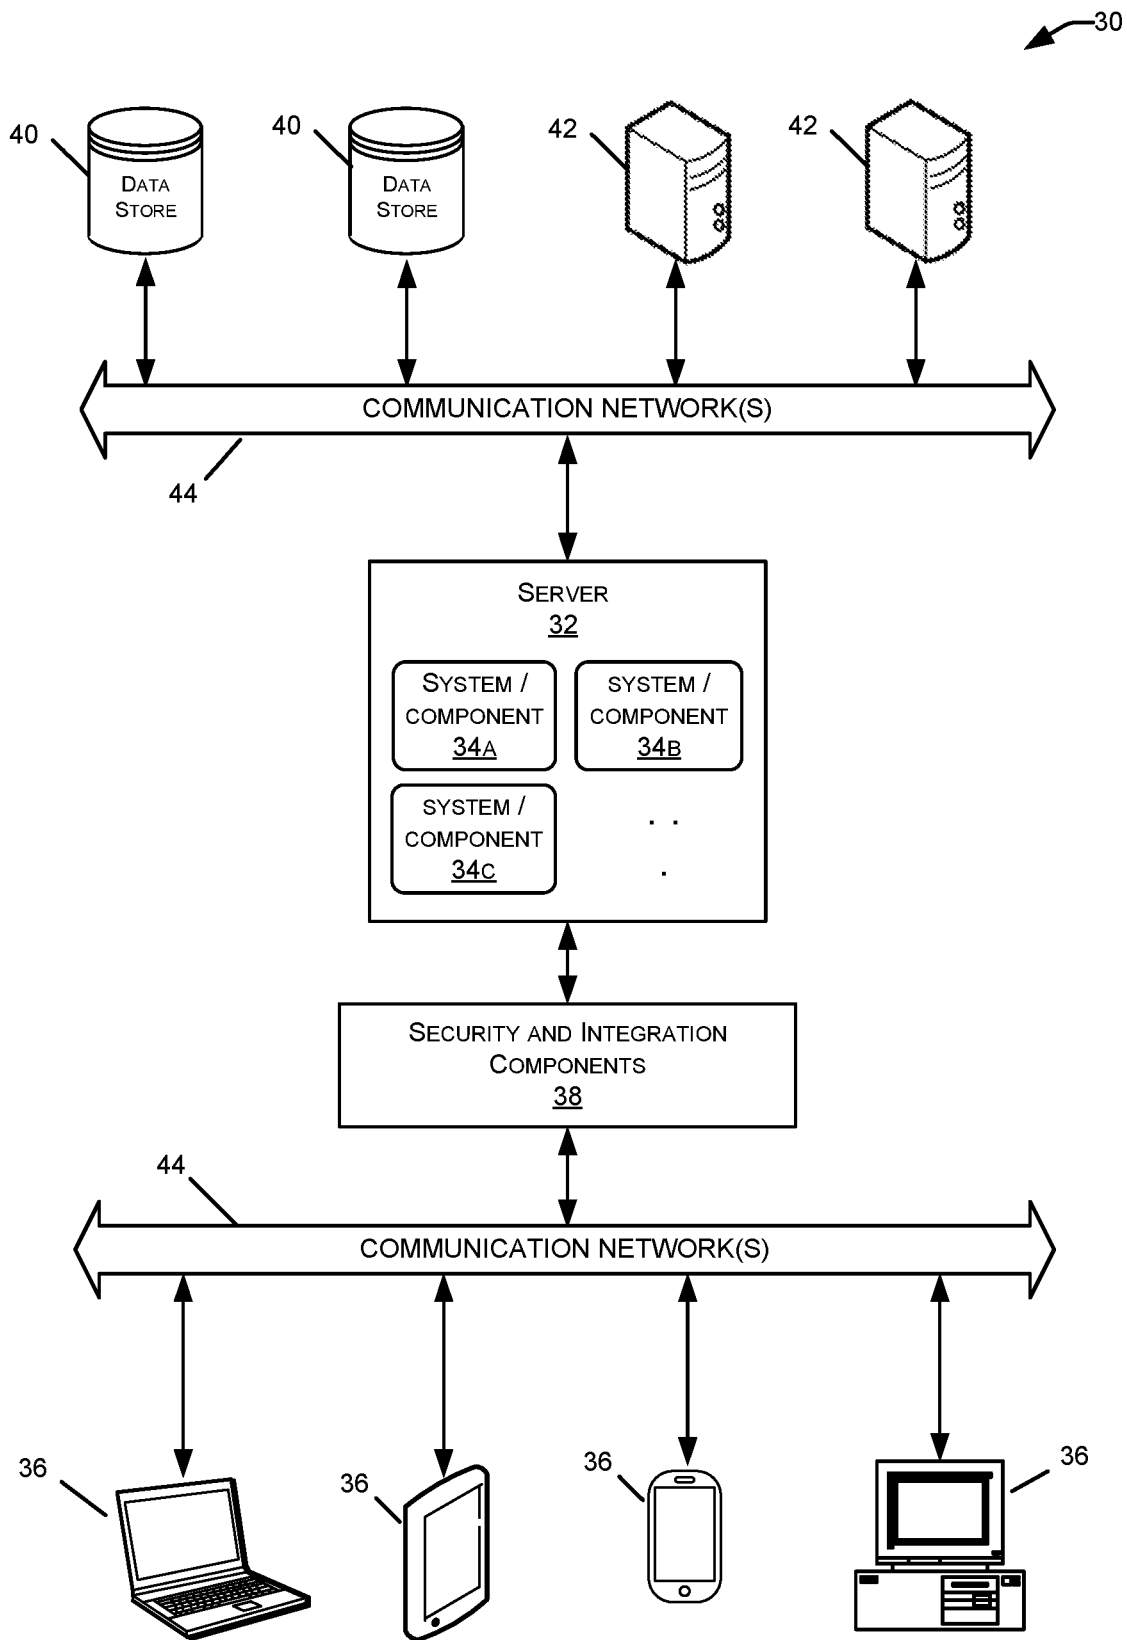 30
40
40
42
42
DATA
STORE
DATA
STORE
COMMUNICATION NETWORK(S)
44
SERVER
32
SYSTEM /
COMPONENT
34A
SYSTEM /
COMPONENT
34B
SYSTEM /
COMPONENT
34C
. .
.
SECURITY AND INTEGRATION
COMPONENTS
38
44
COMMUNICATION NETWORK(S)
36
36
36
36